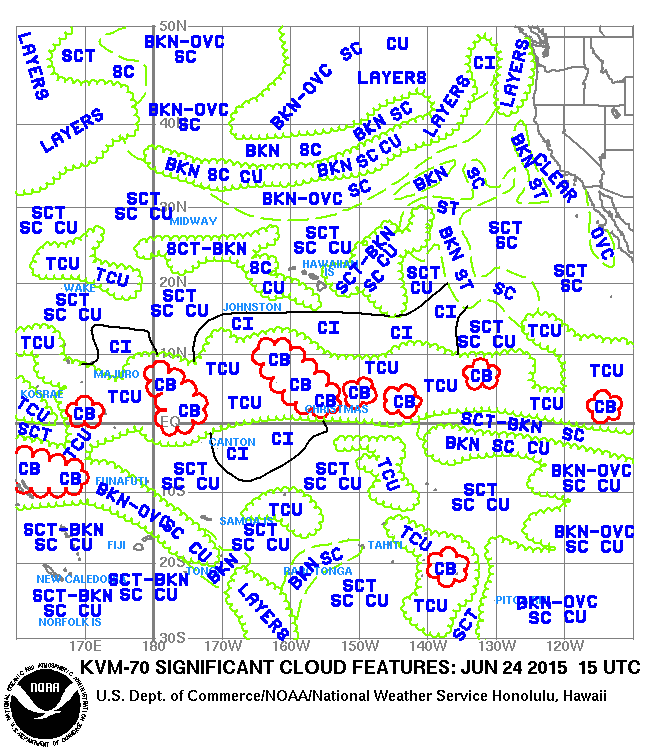 50N
LAYERS
SCT
SC
BKN-OVC
SC
SC
CU
LAYERS
BKN-OVC
CI
LAYERS
BKN-OVC
SC
40N
LAYERS
BKN SC
LAYERS
BKN SC
BKN SC CU
BKN SC CU
BKN ST
CLEAR
BKN-OVC SC
BKN
SC
SCT
SC CU
SCT
SC CU
30N
MIDWAY
ST
SCT
SC CU
SCT-BKN
SC CU
BKN ST
SCT
SC
OVC
SCT-BKN
TCU
TCU
SC
CU
HAWAIIAN
IS
SCT
CU
SCT
SC
WAKE
20N
SCT
SC CU
SCT
SC CU
JOHNSTON
SC
CI
CI
CI
CI
SCT
SC CU
TCU
TCU
CI
10N
CB
TCU
TCU
TCU
MAJURO
CB
CB
CB
CB
TCU
KOSRAE
TCU
TCU
CB
CB
TCU
CB
CB
TCU
CB
CHRISTMAS
EQ
SCT
TCU
SCT-BKN
SC
CANTON
CI
CI
BKN SC CU
CB
CB
FUNAFUTI
SCT
SC CU
SCT
SC CU
TCU
BKN-OVC
SC CU
10S
BKN-OVC
SC CU
TCU
SCT
SC CU
SCT-BKN
SC CU
FIJI
SAMOA IS
SCT
SC CU
TAHITI
TCU
BKN-OVC
SC CU
20S
BKN
BKN SC
CB
NEW CALEDONIA
SCT-BKN
SC CU
TONGA
RAROTONGA
SCT
SC CU
SCT-BKN
SC CU
LAYERS
TCU
SCT
BKN-OVC
SC CU
NORFOLK IS
30S
170E 180 170W 160W 150W 140W 130W 120W
KVM-70 SIGNIFICANT CLOUD FEATURES: JUN 24 2015 15 UTC
U.S. Dept. of Commerce/NOAA/National Weather Service Honolulu, Hawaii
NOAA
NATIONAL OCEANIC AND ATMOSPHERIC ADMINISTRATION
U.S. DEPARTMENT OF COMMERCE